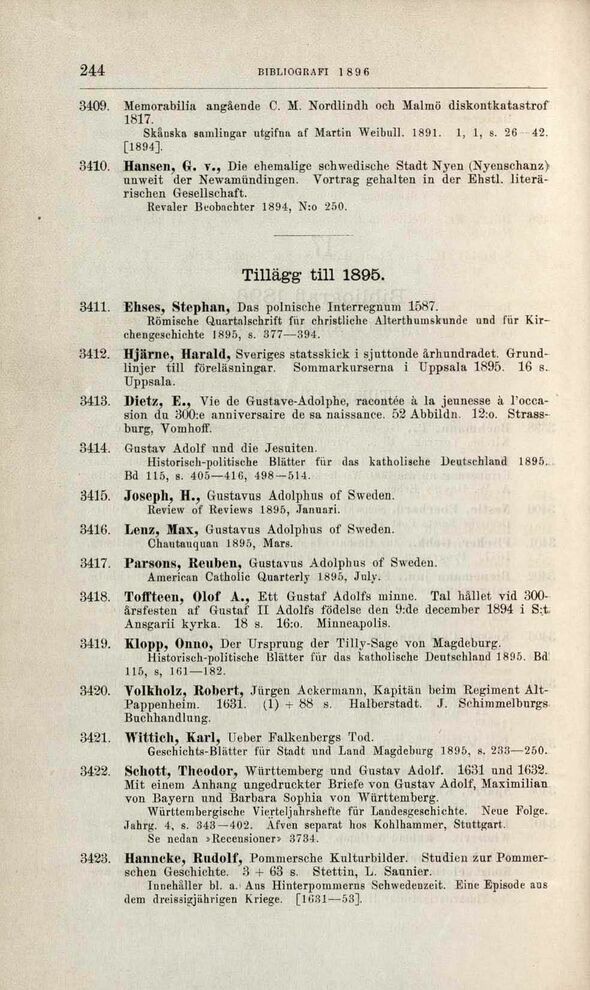 244 BIBLIOGRAFI 1896
3409. Memorabilia angående C. M. Nordlindh och Malmö diskontkatastrof
1817.
Skånska samlingar utgifna af Martin Weibull. 1891. 1, 1, s. 26—42.
[1894].
3410. Hansen, G. v., Die ehemalige schwedische Stadt Nyen (Nyenschanz)
unweit der Newamündingen. Vortrag gehalten in der Ehstl. literä-
rischen Gesellschaft.
Revaler Beobachter 1894, N:o 250.
Tillägg till 1895.
3411. Ehses, Stephan, Das polnische Interregnum 1587.
Römische Quartalschrift für christliche Alterthumskunde und für Kir-
chengeschichte 1895, s. 377—394.
3412. Hjärne, Harald, Sveriges statsskick i sjuttonde århundradet. Grund-
linjer till föreläsningar. Sommarkurserna i Uppsala 1895. 16 s.
Uppsala.
3413. Dietz, E., Vie de Gustave-Adolphe, racontée à la jeunesse à l'occa-
sion du 300:e anniversaire de sa naissance. 52 Abbildn. 12:o. Strass-
burg, Vomhoff.
3414. Gustav Adolf und die Jesuiten.
Historisch-politische Blätter für das katholische Deutschland 1895.
Bd 115, s. 405—416, 498—514.
3415. Joseph, H., Gustavus Adolphus of Sweden.
Review of Reviews 1895, Januari.
3416. Lenz, Max, Gustavus Adolphus of Sweden.
Chautauquan 1895, Mars.
3417. Parsons, Reuben, Gustavus Adolphus of Sweden.
American Catholic Quarterly 1895, July.
3418. Toffteen, Olof A., Ett Gustaf Adolfs minne. Tal hållet vid 300-
årsfesten af Gustaf II Adolfs födelse den 9:de december 1894 i S:t
Ansgarii kyrka. 18 s. 16:o. Minneapolis.
3419. Klopp, Onno, Der Ursprung der Tilly-Sage von Magdeburg.
Historisch-politische Blätter für das katholische Deutschland 1895. Bd
115, s, 161—182.
3420. Volkholz, Robert, Jürgen Ackermann, Kapitän beim Regiment Alt-
Pappenheim. 1631. (1) + 88 s. Halberstadt. J. Schimmelburgs
Buchhandlung.
3421. Wittich, Karl, Ueber Falkenbergs Tod.
Geschichts-Blätter für Stadt und Land Magdeburg 1895, s. 233—250.
3422. Schott, Theodor, Württemberg und Gustav Adolf. 1631 und 1632.
Mit einem Anhang ungedruckter Briefe von Gustav Adolf, Maximilian
von Bayern und Barbara Sophia von Württemberg.
Württembergische Vierteljahrshefte für Landesgeschichte. Neue Folge.
Jahrg. 4, s. 343—402. Äfven separat hos Kohlhammer, Stuttgart.
Se nedan »Recensioner» 3734.
3423. Hanncke, Rudolf, Pommersche Kulturbilder. Studien zur Pommer-
schen Geschichte. 3 + 63 s. Stettin, L. Saunier.
Innehåller bl. a. Aus Hinterpommerns Schwedenzeit. Eine Episode aus
dem dreissigjährigen Kriege. [1631—53].